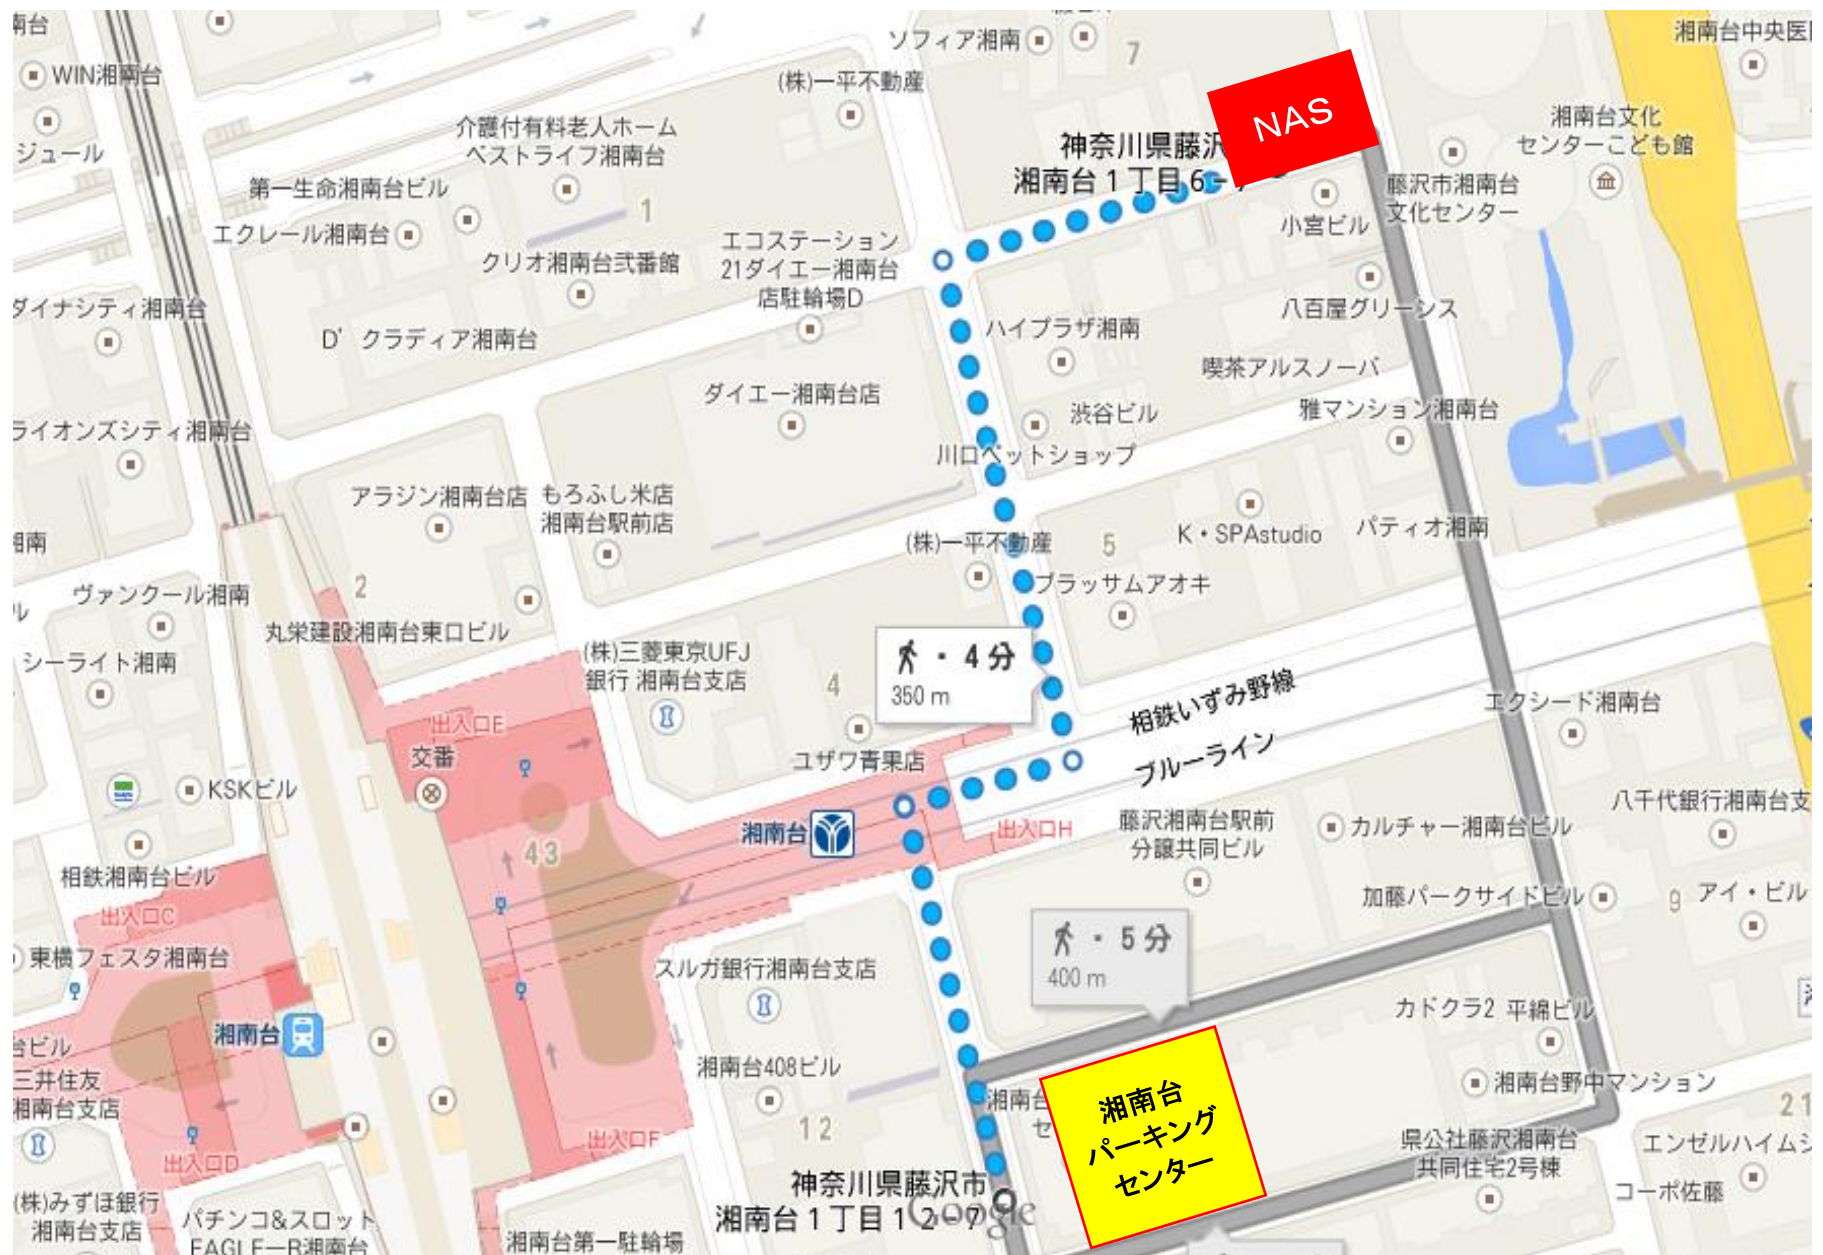 南台
WIN湘南台
ジュール
ソフィア湘南
7
湘南台中央医
(株)一平不動産
NAS
介護付有料老人ホーム
ベストライフ湘南台
神奈川県藤沢
湘南台1丁目6-7
湘南台文化
センターこども館
第一生命湘南台ビル
1
藤沢市湘南台
文化センター
エクレール湘南台
小宮ビル
クリオ湘南台弐番館
エコステーション
21ダイエー湘南台
店駐輪場D
ダイナシティ湘南台
D'クラディア湘南台
ハイプラザ湘南
八百屋グリーンス
喫茶アルスノーバ
ダイエー湘南台店
渋谷ビル
雅マンション湘南台
ライオンズシティ湘南台
川口ペットショップ
アラジン湘南台店
もろふし米店
湘南台駅前店
K・SPAstudio
パティオ湘南
(株)一平不動産
5
ヴァンクール湘南
2
ブラッサムアオキ
丸栄建設湘南台東口ビル
シーライト湘南
(株)三菱東京UFJ
銀行 湘南台支店
4
・4分
350 m
相鉄いずみ野線
ブルーライン
エクシード湘南台
出入口E
交番
ユザワ青果店
KSKビル
湘南台
出入口H
藤沢湘南台駅前
分譲共同ビル
カルチャー湘南台ビル
八千代銀行湘南台支
43
相鉄湘南台ビル
出入口C
加藤パークサイドビル
9
アイ・ビル
東横フェスタ湘南台
スルガ銀行湘南台支店
・5分
400 m
カドクラ2
平綿ビル
湘南台
台ビル
三井住友
湘南台支店
湘南台408ビル
湘南台野中マンション
湘南台
セ
湘南台
パーキング
センター
12
21
出入口D
出入口F
県公社藤沢湘南台
共同住宅2号棟
エンゼルハイムシ
コーポ佐藤
(株)みずほ銀行
湘南台支店
パチンコ&スロット
EAGLE-R湘南台
神奈川県藤沢市
湘南台1丁目12-7
Google
湘南台第一駐輪場